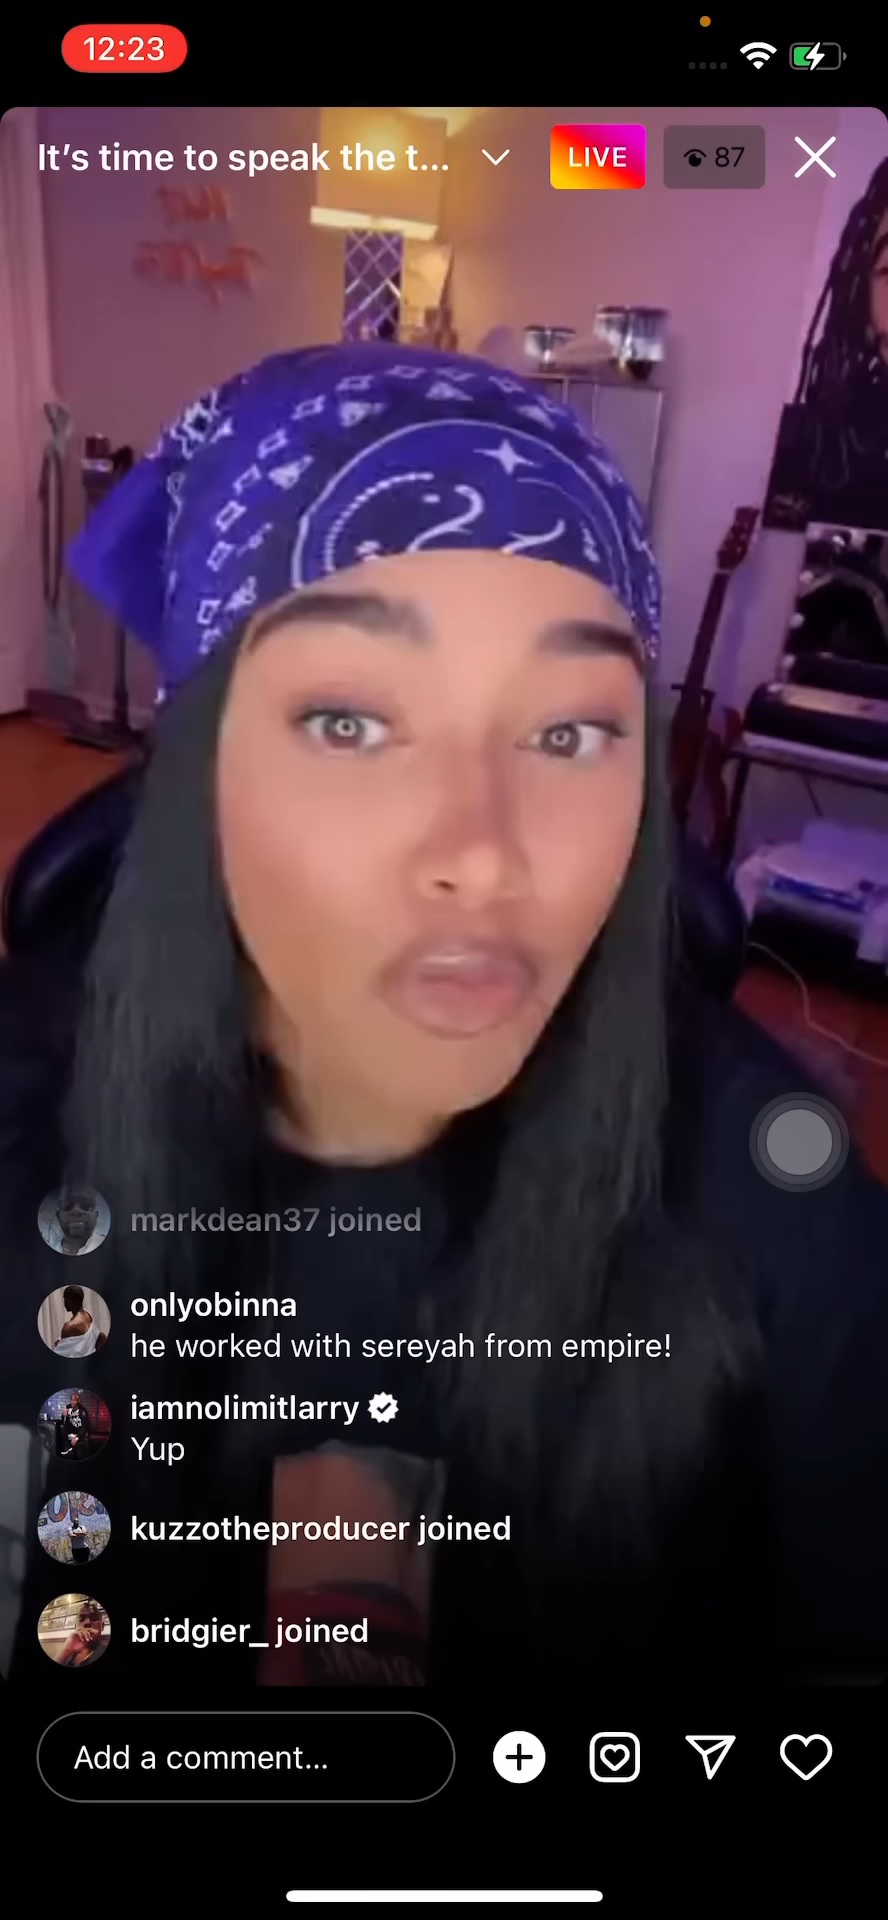 12:23
It's time to speak the t...
LIVE
87
markdean37 joined
onlyobinna
he worked with sereyah from empire!
iamnolimitlarry
Yup
kuzzotheproducer joined
bridgier_ joined
Add a comment...